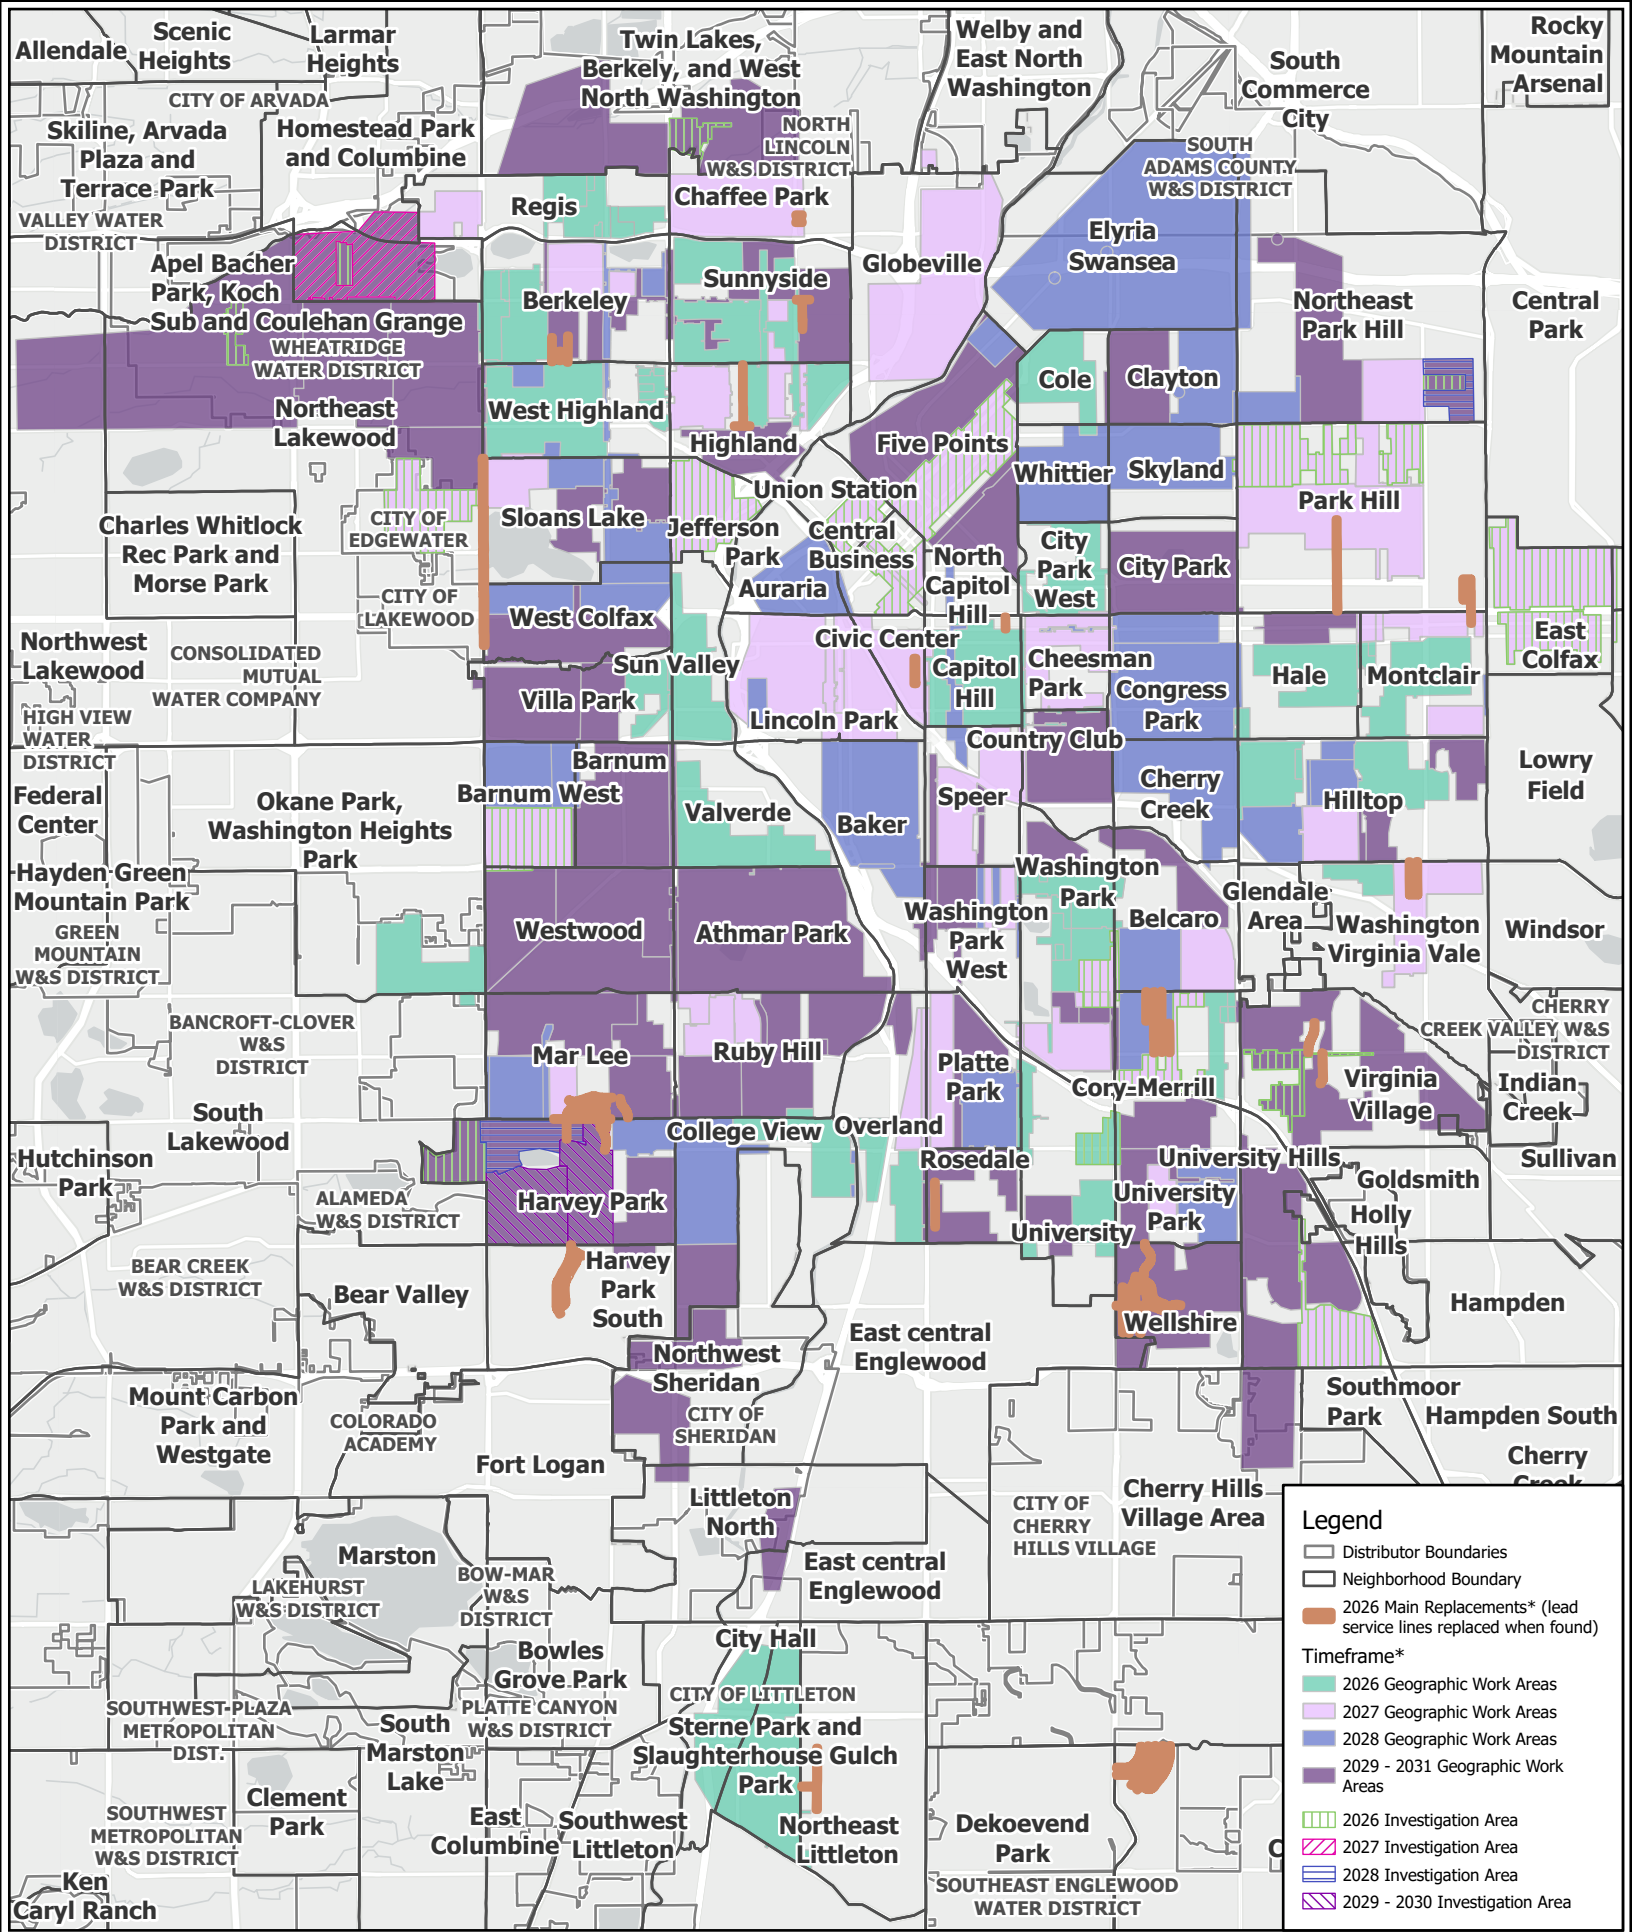 Allendale
Scenic
Heights
Larmar
Heights
Twin Lakes,
Berkely, and West
North Washington
Welby and
East North
Washington
South
Commerce
City
Rocky
Mountain
Arsenal
CITY OF ARVADA
Skiline, Arvada
Plaza and
Terrace Park
Homestead Park
and Columbine
NORTH
LINCOLN
W&S DISTRICT
SOUTH
ADAMS COUNTY
W&S DISTRICT
VALLEY WATER
DISTRICT
Regis
Chaffee Park
Elyria
Swansea
Apel Bacher
Park, Koch
Sub and Coulehan Grange
Berkeley
Sunnyside
Globeville
Northeast
Park Hill
Central
Park
WHEATRIDGE
WATER DISTRICT
Northeast
Lakewood
West Highland
Highland
Cole
Clayton
Five Points
Whittier
Skyland
Park Hill
Union Station
Charles Whitlock
Rec Park and
Morse Park
CITY OF
EDGEWATER
Sloans Lake
Jefferson
Park
Central
Business
North
Capitol
Hill
City
Park
West
City Park
CITY OF
LAKEWOOD
Auraria
West Colfax
Northwest
Lakewood
CONSOLIDATED
MUTUAL
WATER COMPANY
Sun Valley
Civic Center
Capitol
Hill
Cheesman
Park
Congress
Park
Hale
Montclair
East
Colfax
HIGH VIEW
WATER
DISTRICT
Villa Park
Lincoln Park
Country Club
Barnum
Barnum West
Valverde
Baker
Speer
Cherry
Creek
Hilltop
Lowry
Field
Federal
Center
Okane Park,
Washington Heights
Park
Hayden Green
Mountain Park
GREEN
MOUNTAIN
W&S DISTRICT
Westwood
Athmar Park
Washington
Park
West
Washington
Park
Belcaro
Glendale
Area
Washington
Virginia Vale
Windsor
BANCROFT-CLOVER
W&S
DISTRICT
Mar Lee
Ruby Hill
Platte
Park
Cory-Merrill
Virginia
Village
CHERRY
CREEK VALLEY W&S
DISTRICT
Indian
Creek
South
Lakewood
College View
Overland
Hutchinson
Park
Rosedale
University Hills
Sullivan
ALAMEDA
W&S DISTRICT
Harvey Park
University
University
Park
Goldsmith
Holly
Hills
BEAR CREEK
W&S DISTRICT
Bear Valley
Harvey
Park
South
Wellshire
Hampden
Northwest
Sheridan
East central
Englewood
Mount Carbon
Park and
Westgate
COLORADO
ACADEMY
CITY OF
SHERIDAN
Southmoor
Park
Hampden South
Fort Logan
Cherry
Creek
Littleton
North
CITY OF
CHERRY
HILLS VILLAGE
Cherry Hills
Village Area
Marston
LAKEHURST
W&S DISTRICT
BOW-MAR
W&S
DISTRICT
East central
Englewood
Bowles
Grove Park
City Hall
SOUTHWEST-PLAZA
METROPOLITAN
DIST.
PLATTE CANYON
W&S DISTRICT
CITY OF LITTLETON
South
Marston
Lake
Sterne Park and
Slaughterhouse Gulch
Park
Clement
Park
SOUTHWEST
METROPOLITAN
W&S DISTRICT
East
Columbine
Southwest
Littleton
Northeast
Littleton
Dekoevend
Park
Ken
Caryl Ranch
SOUTHEAST ENGLEWOOD
WATER DISTRICT
Legend
Distributor Boundaries
Neighborhood Boundary
2026 Main Replacements* (lead
service lines replaced when found)
Timeframe*
2026 Geographic Work Areas
2027 Geographic Work Areas
2028 Geographic Work Areas
2029 - 2031 Geographic Work
Areas
2026 Investigation Area
2027 Investigation Area
2028 Investigation Area
2029 - 2030 Investigation Area